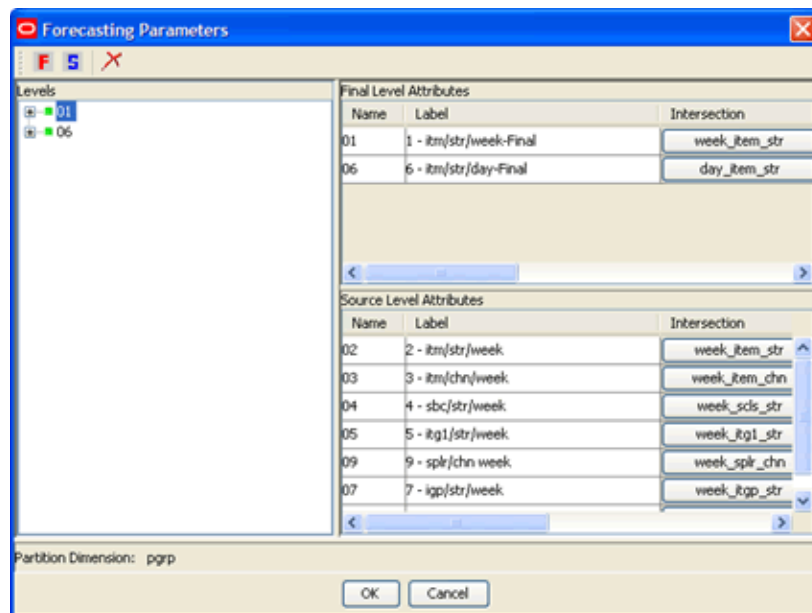 Forecasting Parameters
F S
Levels
01
06
Final Level Attributes
Name Label Intersection
01 1 - itm/str/week-Final week_item_str
06 6 - itm/str/day-Final day_item_str
Source Level Attributes
Name Label Intersection
02 2 - itm/str/week week_item_str
03 3 - itm/chn/week week_item_chn
04 4 - sbc/str/week week_scls_str
05 5 - itg1/str/week week_itg1_str
09 9 - splr/chn week week_splr_chn
07 7 - igp/str/week week_itgp_str
Partition Dimension: pgrp
OK Cancel